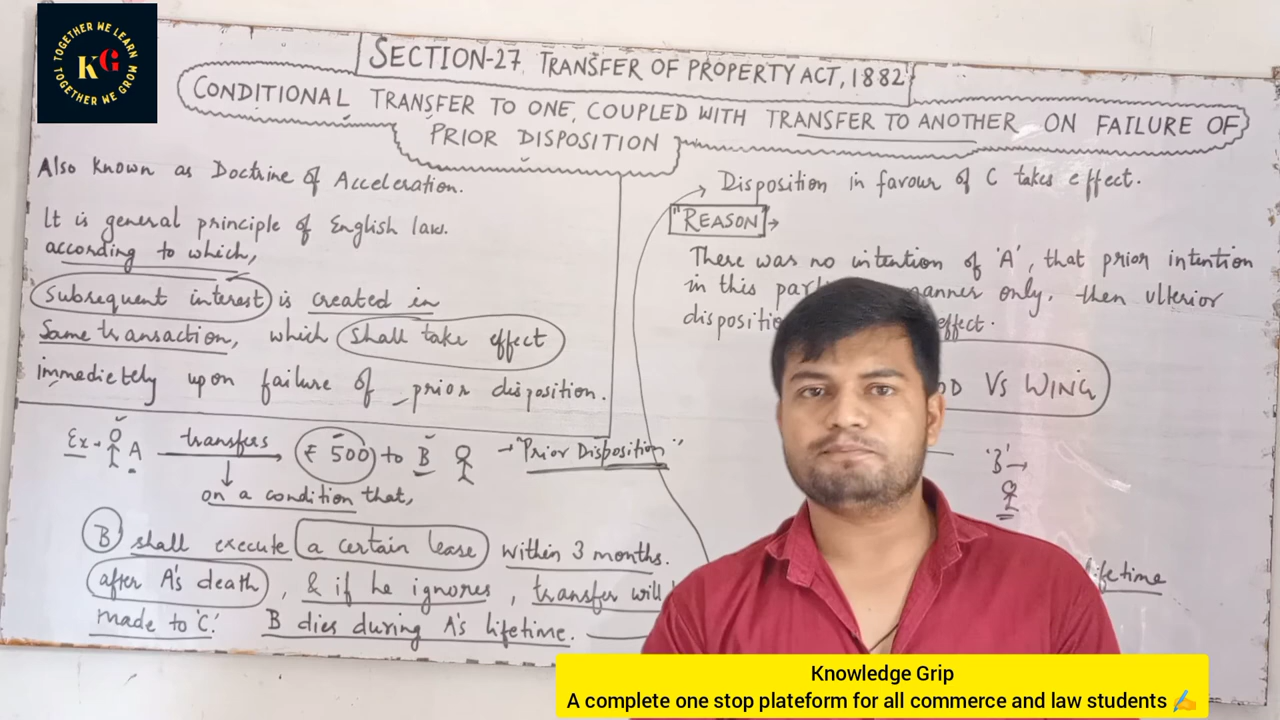 TOGETHER WE LEARN
KG
TOGETHER WE GROW
SECTION-27, TRANSFER OF PROPERTY ACT, 1882
CONDITIONAL TRANSFER TO ONE, COUPLED WITH TRANSFER TO ANOTHER ON FAILURE OF
PRIOR DISPOSITION
Also known as Doctrine of Acceleration.
It is general principle of English law.
according to which,
Subsequent interest is created in
Same transaction, which shall take effect
immedietely upon failure of prior disposition.
Ex→ A transfers ₹ 500 to B → "Prior Disposition"
on a condition that,
B shall execute a certain lease within 3 months.
after A's death, & if he ignores, transfer will
made to 'C'. B dies during A's lifetime.
→ Disposition in favour of C takes effect.
"REASON" →
There was no intention of 'A', that prior intention
in this manner only, then ulterior
effect.
VS WING
'B' →
lifetime
Knowledge Grip
A complete one stop plateform for all commerce and law students ✍️